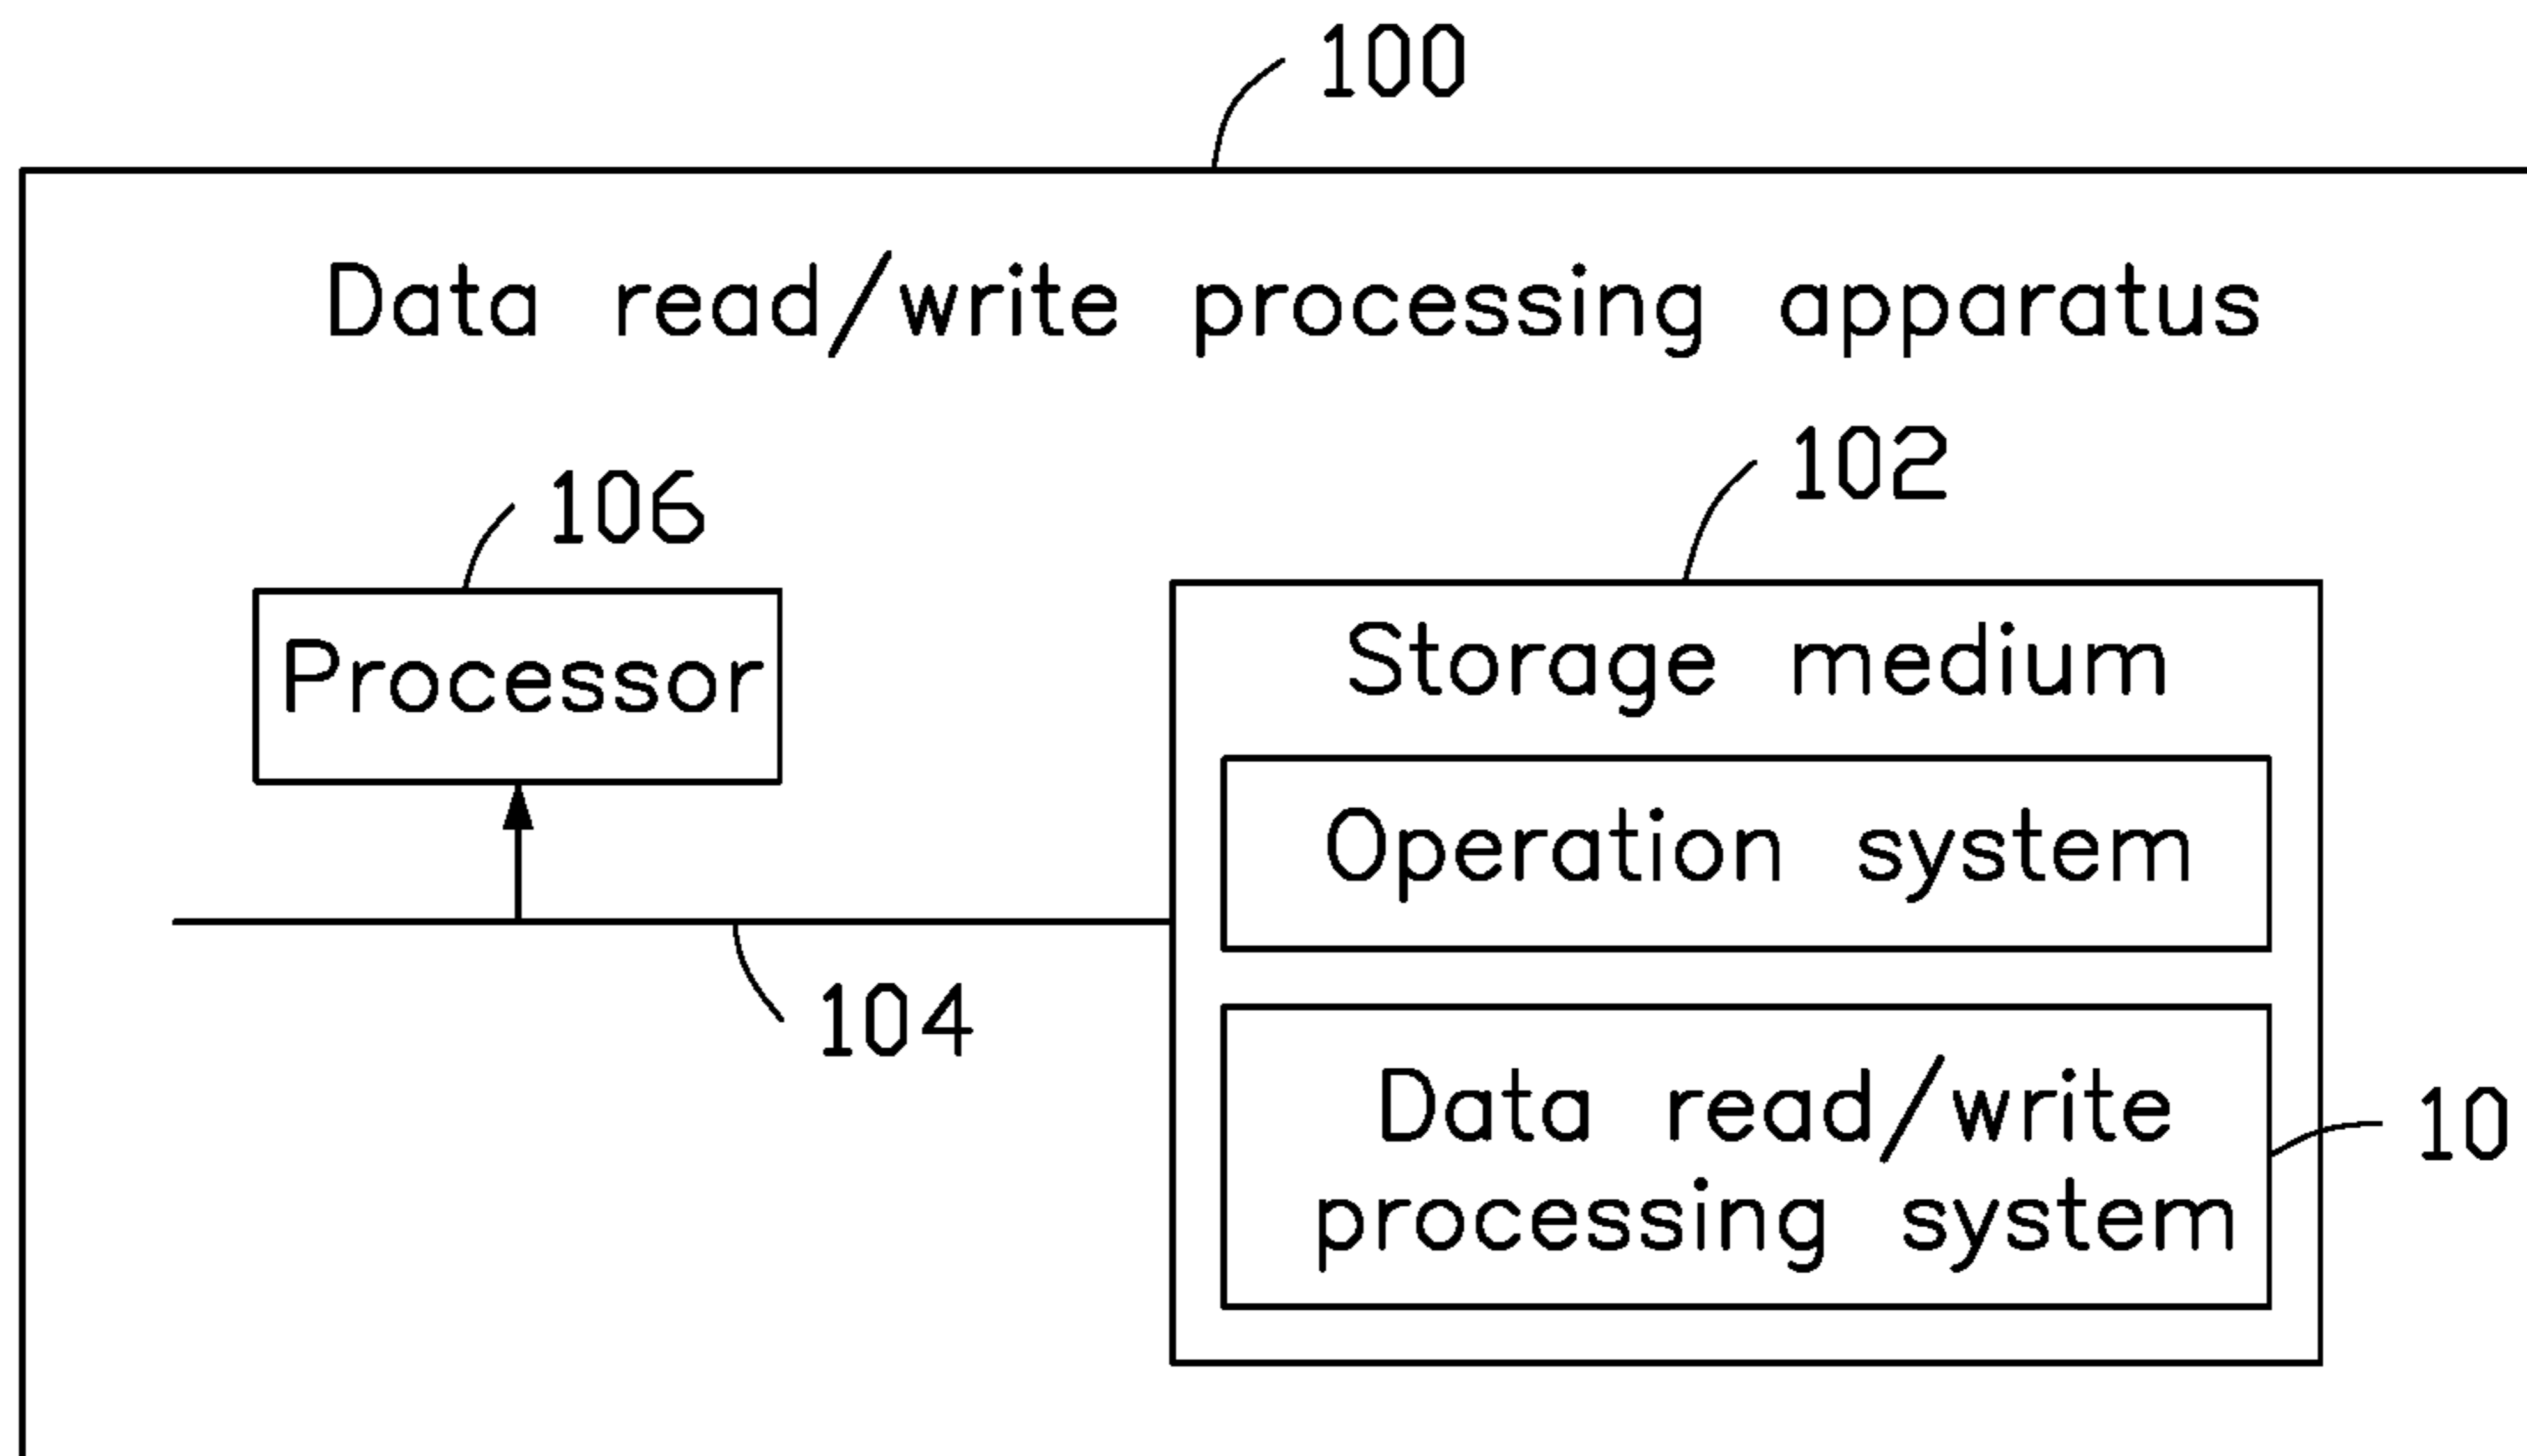 100
Data read/write processing apparatus
102
106
Processor
Storage medium
Operation system
104
Data read/write
processing system
10